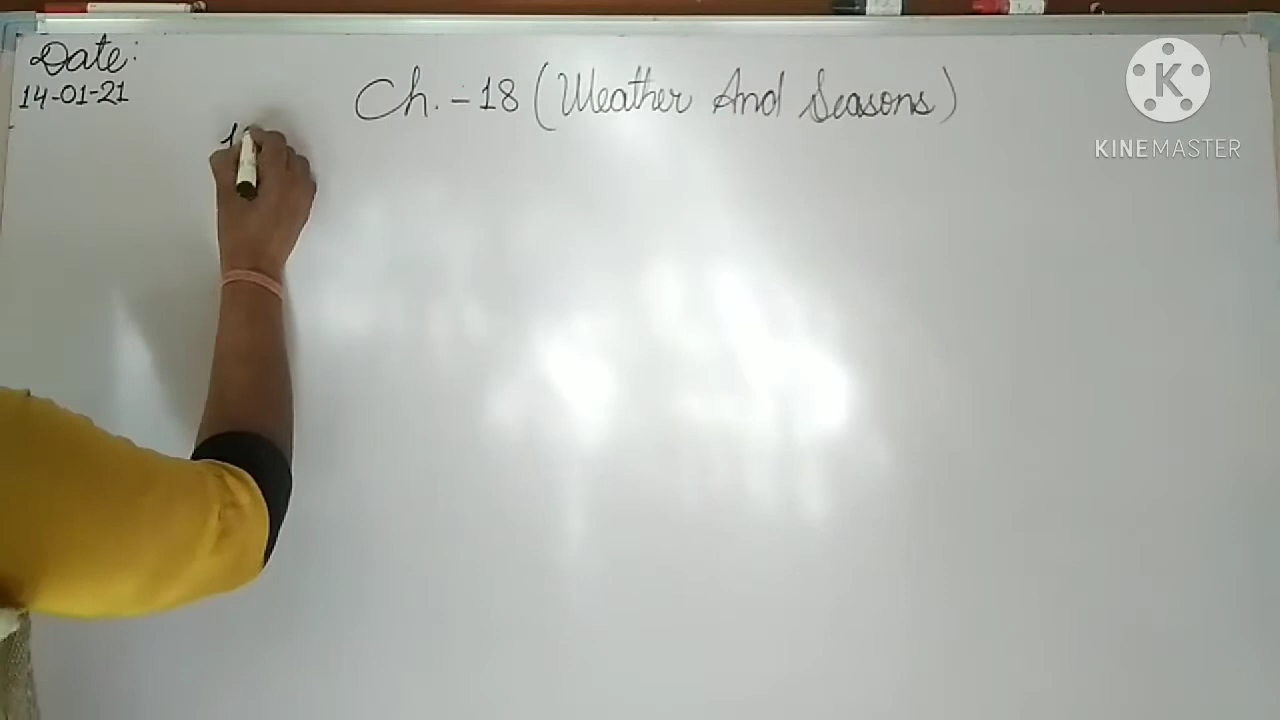 Date:
14-01-21
Ch. - 18 (Weather And Seasons)
KINEMASTER